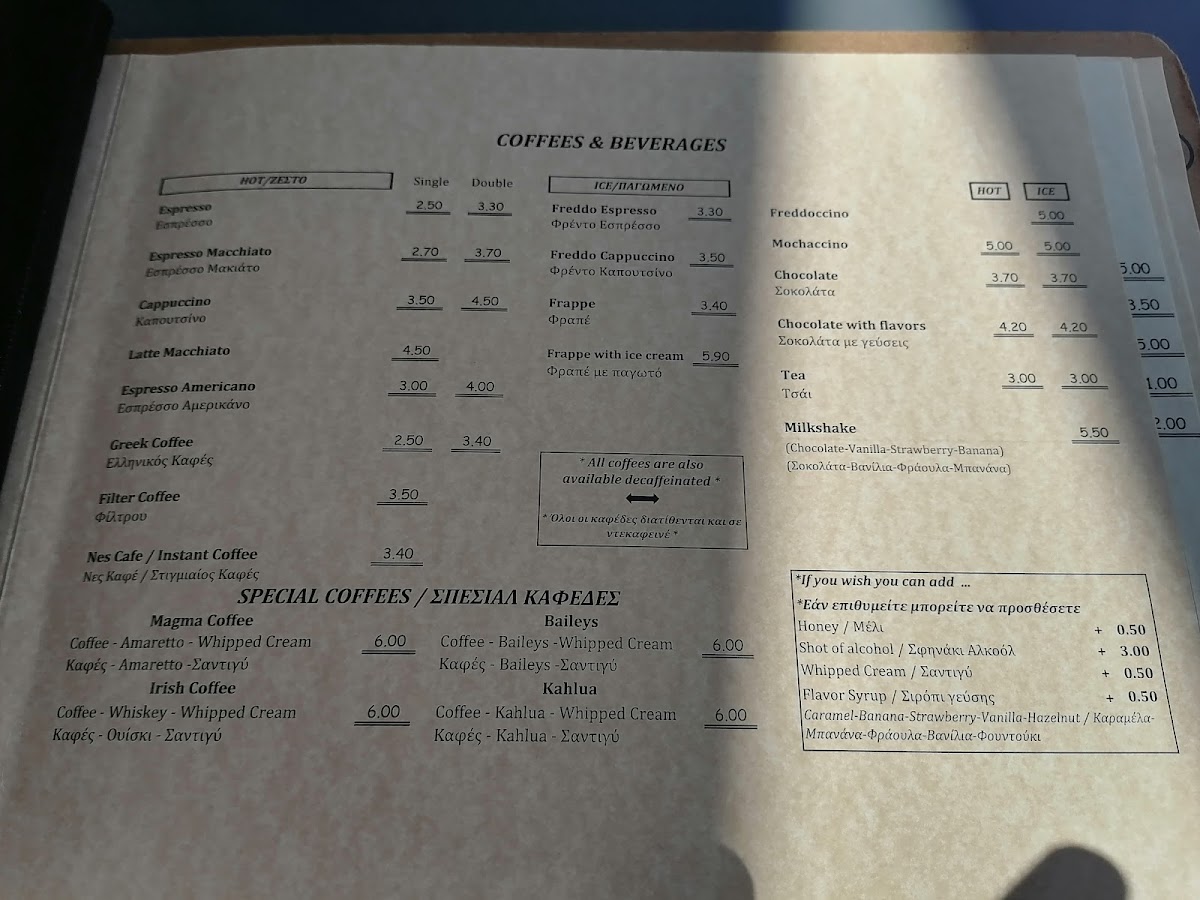 COFFEES & BEVERAGES
HOT/ΖΕΣΤΟ Single Double
Espresso 2.50 3.30
Εσπρέσσο
Espresso Macchiato 2.70 3.70
Εσπρέσσο Μακιάτο
Cappuccino 3.50 4.50
Καπουτσίνο
Latte Macchiato 4.50
Espresso Americano 3.00 4.00
Εσπρέσσο Αμερικάνο
Greek Coffee 2.50 3.40
Ελληνικός Καφές
Filter Coffee 3.50
Φίλτρου
Nes Cafe / Instant Coffee 3.40
Νες Καφέ / Στιγμιαίος Καφές
ICE/ΠΑΓΩΜΕΝΟ
Freddo Espresso 3.30
Φρέντο Εσπρέσσο
Freddo Cappuccino 3.50
Φρέντο Καπουτσίνο
Frappe 3.40
Φραπέ
Frappe with ice cream 5.90
Φραπέ με παγωτό
* All coffees are also
available decaffeinated *
* Όλοι οι καφέδες διατίθενται και σε
ντεκαφεινέ *
HOT ICE
Freddoccino 5.00
Mochaccino 5.00 5.00
Chocolate 3.70 3.70
Σοκολάτα
Chocolate with flavors 4.20 4.20
Σοκολάτα με γεύσεις
Tea 3.00 3.00
Τσάι
Milkshake 5.50
(Chocolate-Vanilla-Strawberry-Banana)
(Σοκολάτα-Βανίλια-Φράουλα-Μπανάνα)
5.00
3.50
5.00
1.00
2.00
SPECIAL COFFEES / ΣΠΕΣΙΑΛ ΚΑΦΕΔΕΣ
Magma Coffee
Coffee - Amaretto - Whipped Cream 6.00
Καφές - Amaretto -Σαντιγύ
Irish Coffee
Coffee - Whiskey - Whipped Cream 6.00
Καφές - Ουίσκι - Σαντιγύ
Baileys
Coffee - Baileys -Whipped Cream 6.00
Καφές - Baileys -Σαντιγύ
Kahlua
Coffee - Kahlua - Whipped Cream 6.00
Καφές - Kahlua - Σαντιγύ
*If you wish you can add ...
*Εάν επιθυμείτε μπορείτε να προσθέσετε
Honey / Μέλι + 0.50
Shot of alcohol / Σφηνάκι Αλκοόλ + 3.00
Whipped Cream / Σαντιγύ + 0.50
Flavor Syrup / Σιρόπι γεύσης + 0.50
Caramel-Banana-Strawberry-Vanilla-Hazelnut / Καραμέλα-
Μπανάνα-Φράουλα-Βανίλια-Φουντούκι